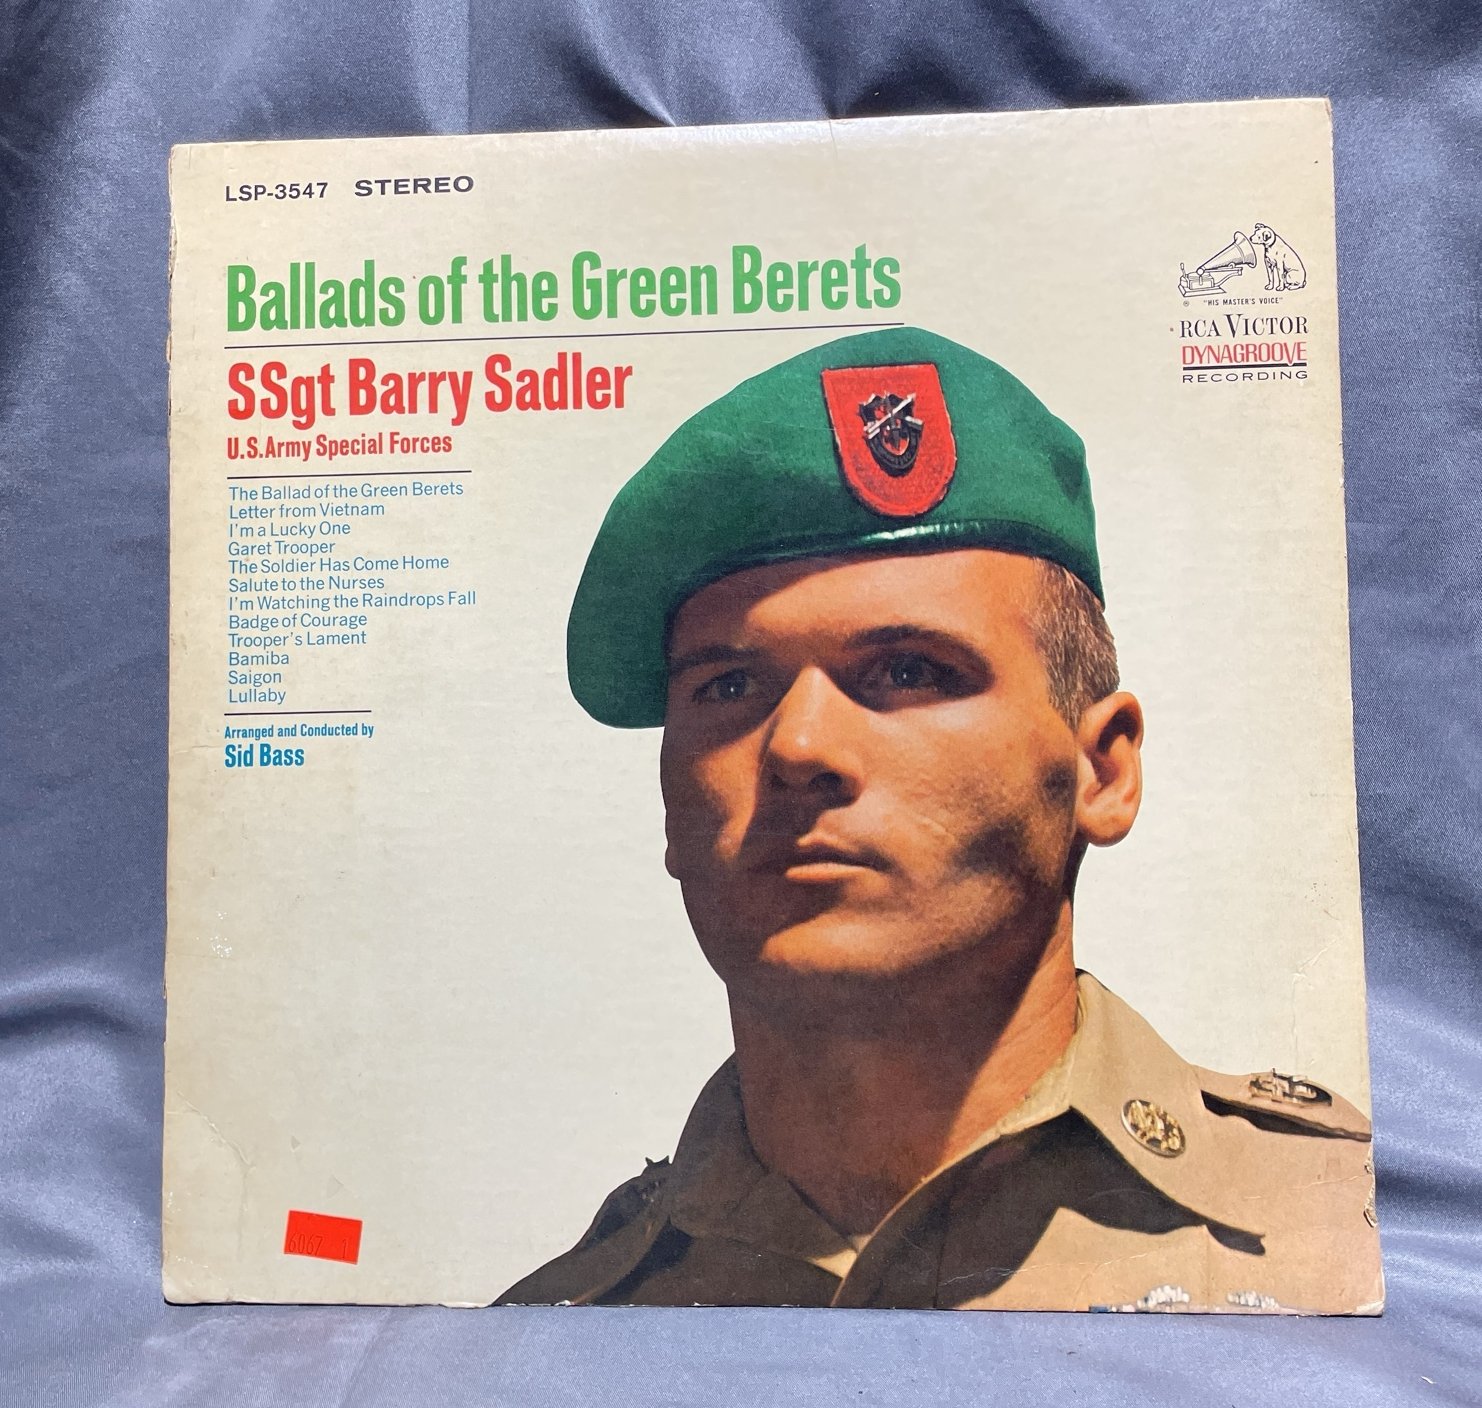 LSP-3547 STEREO
Ballads of the Green Berets
SSgt Barry Sadler
U.S.Army Special Forces
The Ballad of the Green Berets
Letter from Vietnam
I'm a Lucky One
Garet Trooper
The Soldier Has Come Home
Salute to the Nurses
I'm Watching the Raindrops Fall
Badge of Courage
Trooper's Lament
Bamiba
Saigon
Lullaby
Arranged and Conducted by
Sid Bass
® "HIS MASTER'S VOICE"
RCA VICTOR
DYNAGROOVE
RECORDING
6067 1